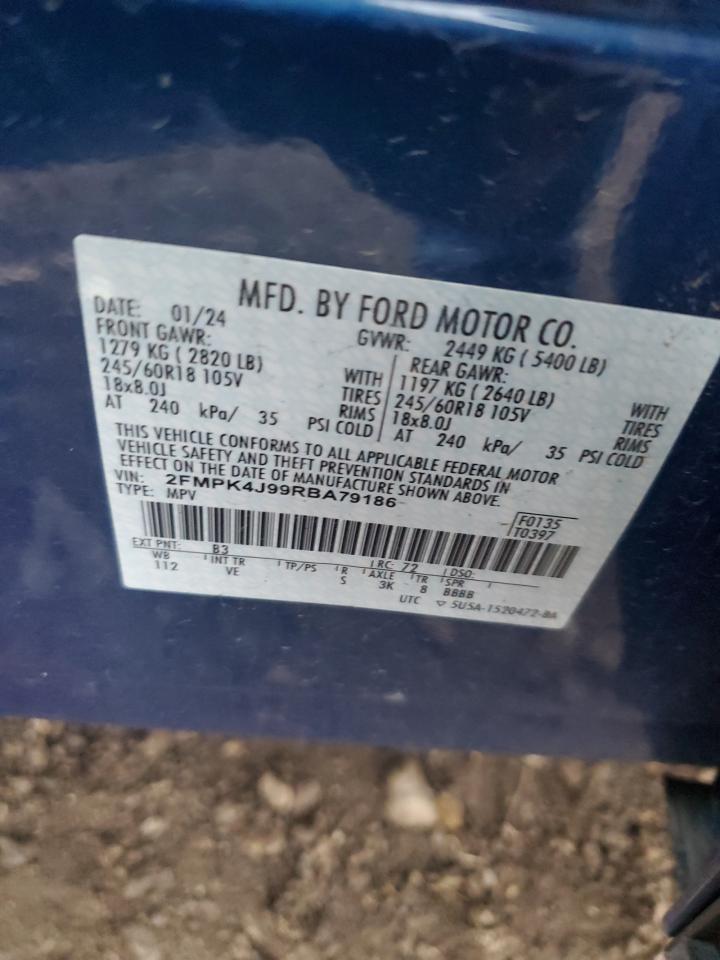 MFD. BY FORD MOTOR CO.
DATE: 01/24 GVWR: 2449 KG ( 5400 LB)
FRONT GAWR: REAR GAWR:
1279 KG ( 2820 LB) WITH 1197 KG ( 2640 LB) WITH
245/60R18 105V TIRES 245/60R18 105V TIRES
18x8.0J RIMS 18x8.0J RIMS
AT 240 kPa/ 35 PSI COLD AT 240 kPa/ 35 PSI COLD
THIS VEHICLE CONFORMS TO ALL APPLICABLE FEDERAL MOTOR
VEHICLE SAFETY AND THEFT PREVENTION STANDARDS IN
EFFECT ON THE DATE OF MANUFACTURE SHOWN ABOVE.
VIN: 2FMPK4J99RBA79186
TYPE: MPV
F0135
T0397
EXT PNT: B3 RC: 72 DSO:
WB INT TR TP/PS R AXLE TR SPR
112 VE S 3K 8 BBBB
UTC ▽ 5U5A-1520472-BA